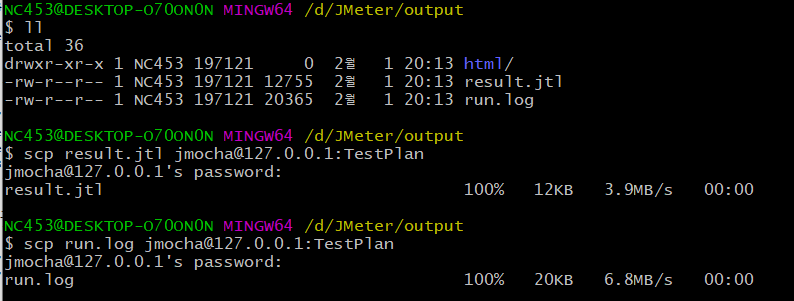 NC453@DESKTOP-O70ON0N MINGW64 /d/JMeter/output
$ ll
total 36
drwxr-xr-x 1 NC453 197121     0  2월   1 20:13 html/
-rw-r--r-- 1 NC453 197121 12755  2월   1 20:13 result.jtl
-rw-r--r-- 1 NC453 197121 20365  2월   1 20:13 run.log
NC453@DESKTOP-O70ON0N MINGW64 /d/JMeter/output
$ scp result.jtl jmocha@127.0.0.1:TestPlan
jmocha@127.0.0.1's password:
result.jtl 100% 12KB 3.9MB/s 00:00
NC453@DESKTOP-O70ON0N MINGW64 /d/JMeter/output
$ scp run.log jmocha@127.0.0.1:TestPlan
jmocha@127.0.0.1's password:
run.log 100% 20KB 6.8MB/s 00:00